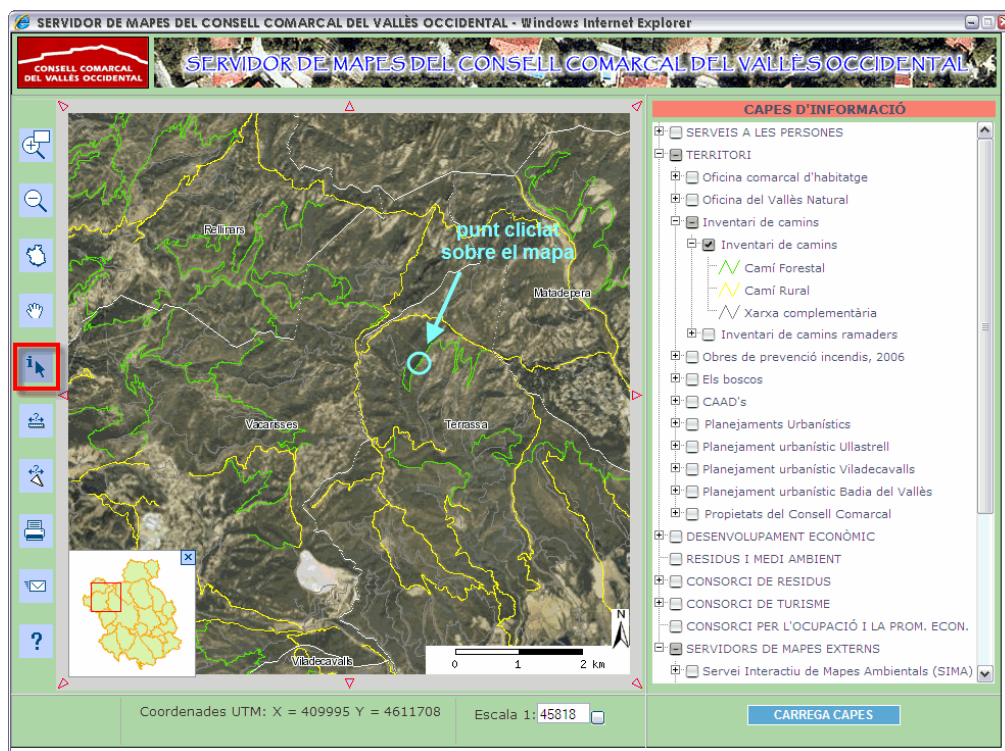 SERVIDOR DE MAPES DEL CONSELL COMARCAL DEL VALLÈS OCCIDENTAL - Windows Internet Explorer
CONSELL COMARCAL
DEL VALLÈS OCCIDENTAL
SERVIDOR DE MAPES DEL CONSELL COMARCAL DEL VALLÈS OCCIDENTAL
Rellinars
punt cliclat
sobre el mapa
Matadepera
Vacarisses
Terrassa
Viladecavalls
N
0 1 2 km
i
?
?
?
CAPES D'INFORMACIÓ
SERVEIS A LES PERSONES
TERRITORI
Oficina comarcal d'habitatge
Oficina del Vallès Natural
Inventari de camins
Inventari de camins
Camí Forestal
Camí Rural
Xarxa complementària
Inventari de camins ramaders
Obres de prevenció incendis, 2006
Els boscos
CAAD's
Planejaments Urbanístics
Planejament urbanístic Ullastrell
Planejament urbanístic Viladecavalls
Planejament urbanístic Badia del Vallès
Propietats del Consell Comarcal
DESENVOLUPAMENT ECONÒMIC
RESIDUS I MEDI AMBIENT
CONSORCI DE RESIDUS
CONSORCI DE TURISME
CONSORCI PER L'OCUPACIÓ I LA PROM. ECON.
SERVIDORS DE MAPES EXTERNS
Servei Interactiu de Mapes Ambientals (SIMA)
Coordenades UTM: X = 409995 Y = 4611708
Escala 1: 45818
CARREGA CAPES